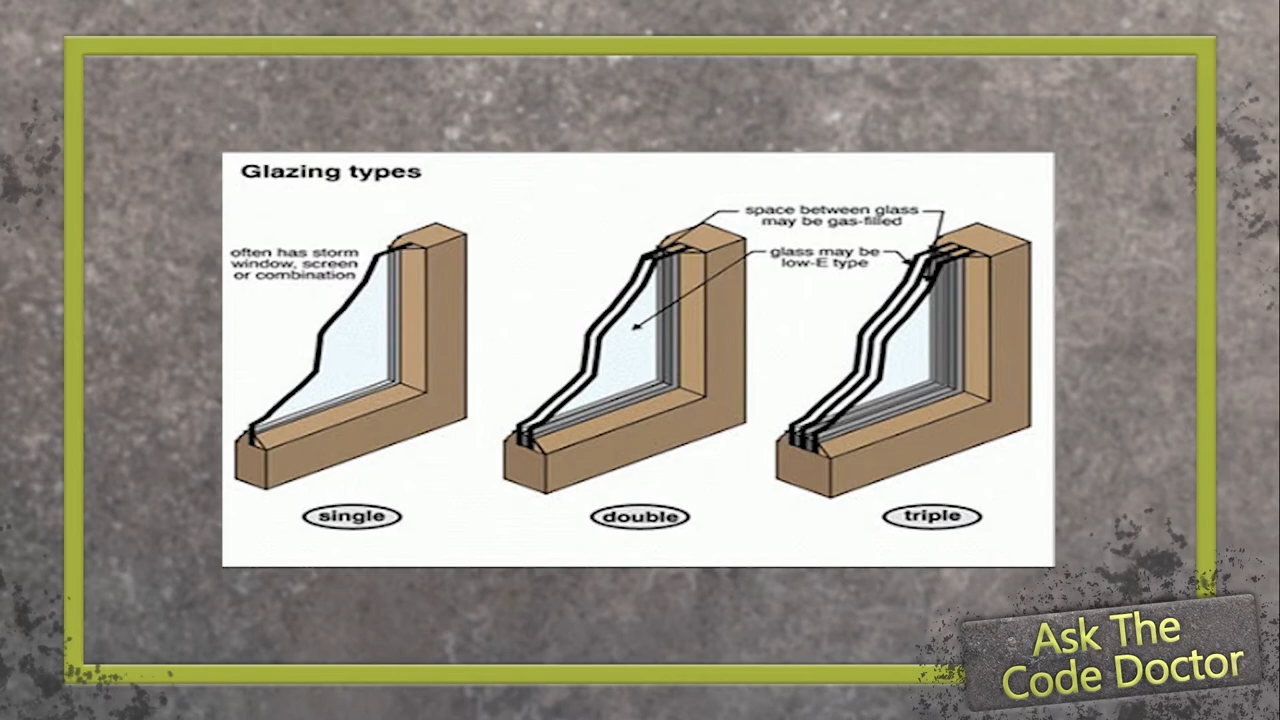 Glazing types
often has storm
window, screen
or combination
space between glass
may be gas-filled
glass may be
low-E type
single
double
triple
Ask The
Code Doctor